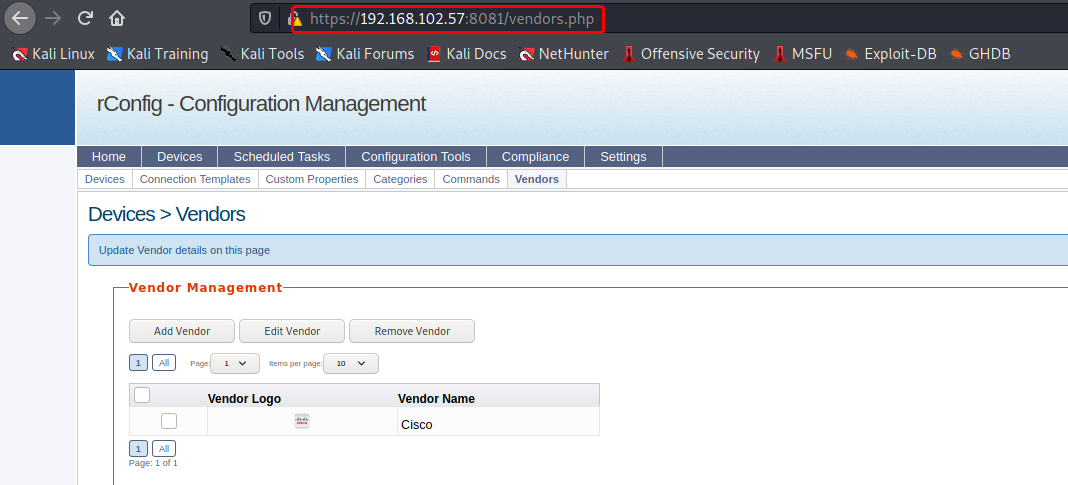 https://192.168.102.57:8081/vendors.php
Kali Linux Kali Training Kali Tools Kali Forums Kali Docs NetHunter Offensive Security MSFU Exploit-DB GHDB
rConfig - Configuration Management
Home Devices Scheduled Tasks Configuration Tools Compliance Settings
Devices Connection Templates Custom Properties Categories Commands Vendors
Devices > Vendors
Update Vendor details on this page
Vendor Management
Add Vendor Edit Vendor Remove Vendor
1 All Page: 1 Items per page: 10
Vendor Logo Vendor Name
Cisco
1 All
Page: 1 of 1